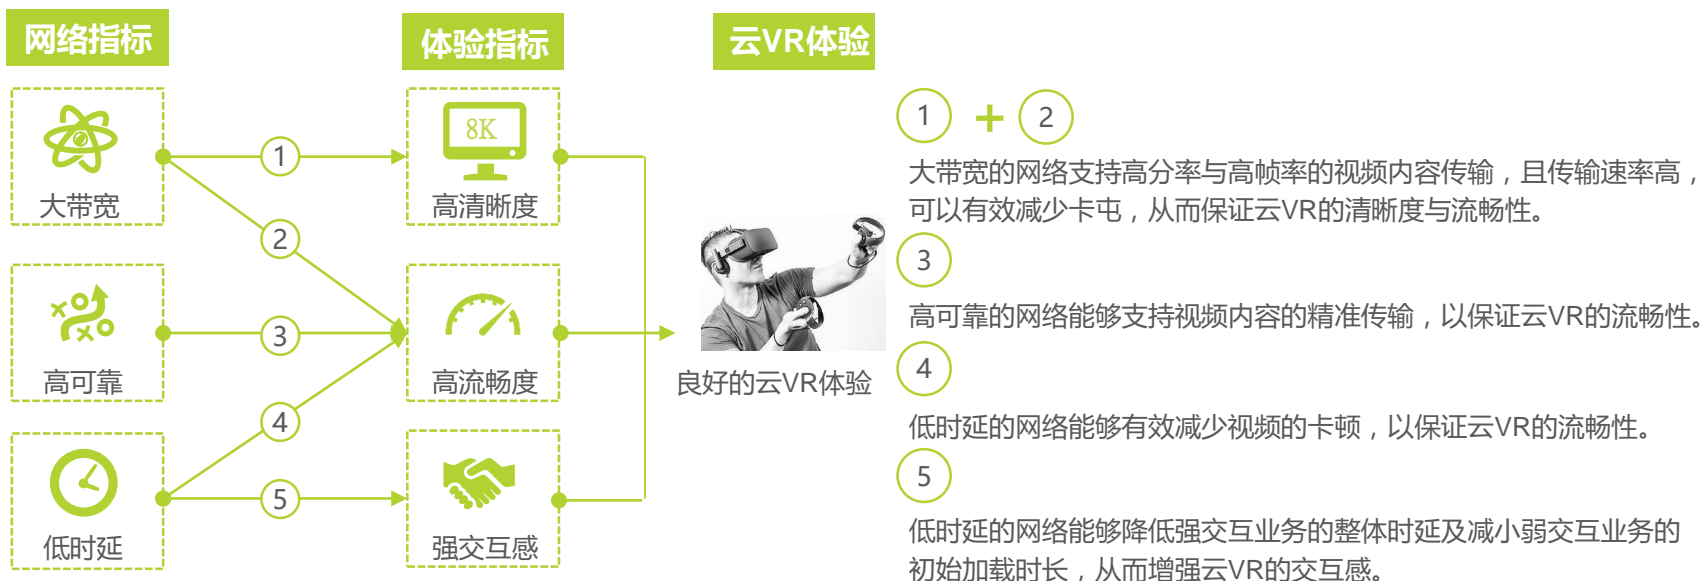 网络指标
体验指标
云VR体验
大带宽
高可靠
低时延
1
2
3
4
5
8K
高清晰度
高流畅度
强交互感
良好的云VR体验
1 + 2
大带宽的网络支持高分率与高帧率的视频内容传输，且传输速率高，
可以有效减少卡屯，从而保证云VR的清晰度与流畅性。
3
高可靠的网络能够支持视频内容的精准传输，以保证云VR的流畅性。
4
低时延的网络能够有效减少视频的卡顿，以保证云VR的流畅性。
5
低时延的网络能够降低强交互业务的整体时延及减小弱交互业务的
初始加载时长，从而增强云VR的交互感。